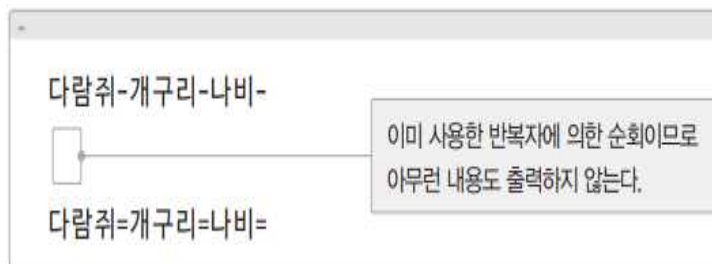 다람쥐-개구리-나비-
이미 사용한 반복자에 의한 순회이므로
아무런 내용도 출력하지 않는다.
다람쥐=개구리=나비=